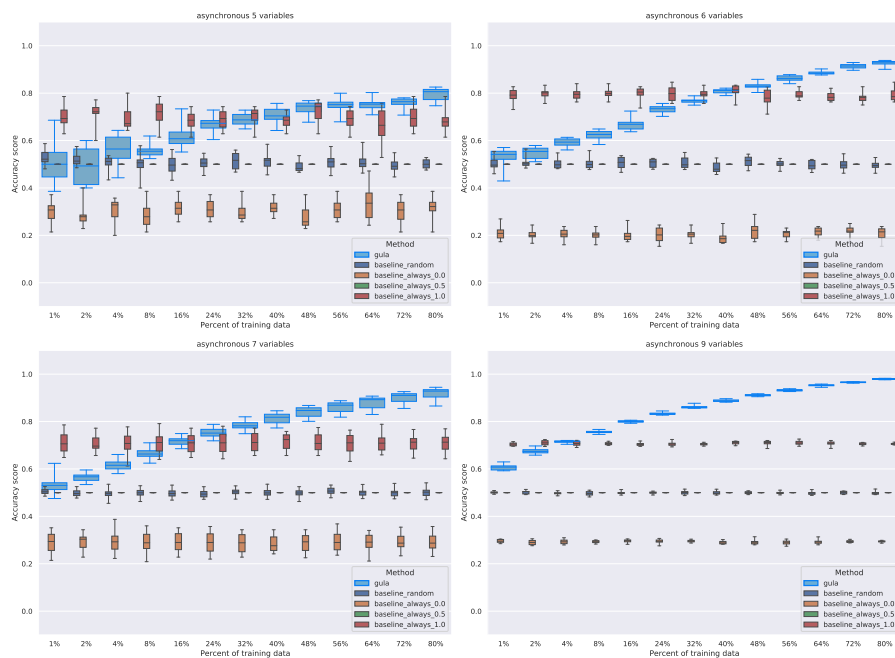 asynchronous 5 variables
1.0
0.8
0.6
0.4
0.2
0.0
Accuracy score
1% 2% 4% 8% 16% 24% 32% 40% 48% 56% 64% 72% 80%
Percent of training data
Method
gula
baseline_random
baseline_always_0.0
baseline_always_0.5
baseline_always_1.0
asynchronous 6 variables
1.0
0.8
0.6
0.4
0.2
0.0
Accuracy score
1% 2% 4% 8% 16% 24% 32% 40% 48% 56% 64% 72% 80%
Percent of training data
Method
gula
baseline_random
baseline_always_0.0
baseline_always_0.5
baseline_always_1.0
asynchronous 7 variables
1.0
0.8
0.6
0.4
0.2
0.0
Accuracy score
1% 2% 4% 8% 16% 24% 32% 40% 48% 56% 64% 72% 80%
Percent of training data
Method
gula
baseline_random
baseline_always_0.0
baseline_always_0.5
baseline_always_1.0
asynchronous 9 variables
1.0
0.8
0.6
0.4
0.2
0.0
Accuracy score
1% 2% 4% 8% 16% 24% 32% 40% 48% 56% 64% 72% 80%
Percent of training data
Method
gula
baseline_random
baseline_always_0.0
baseline_always_0.5
baseline_always_1.0